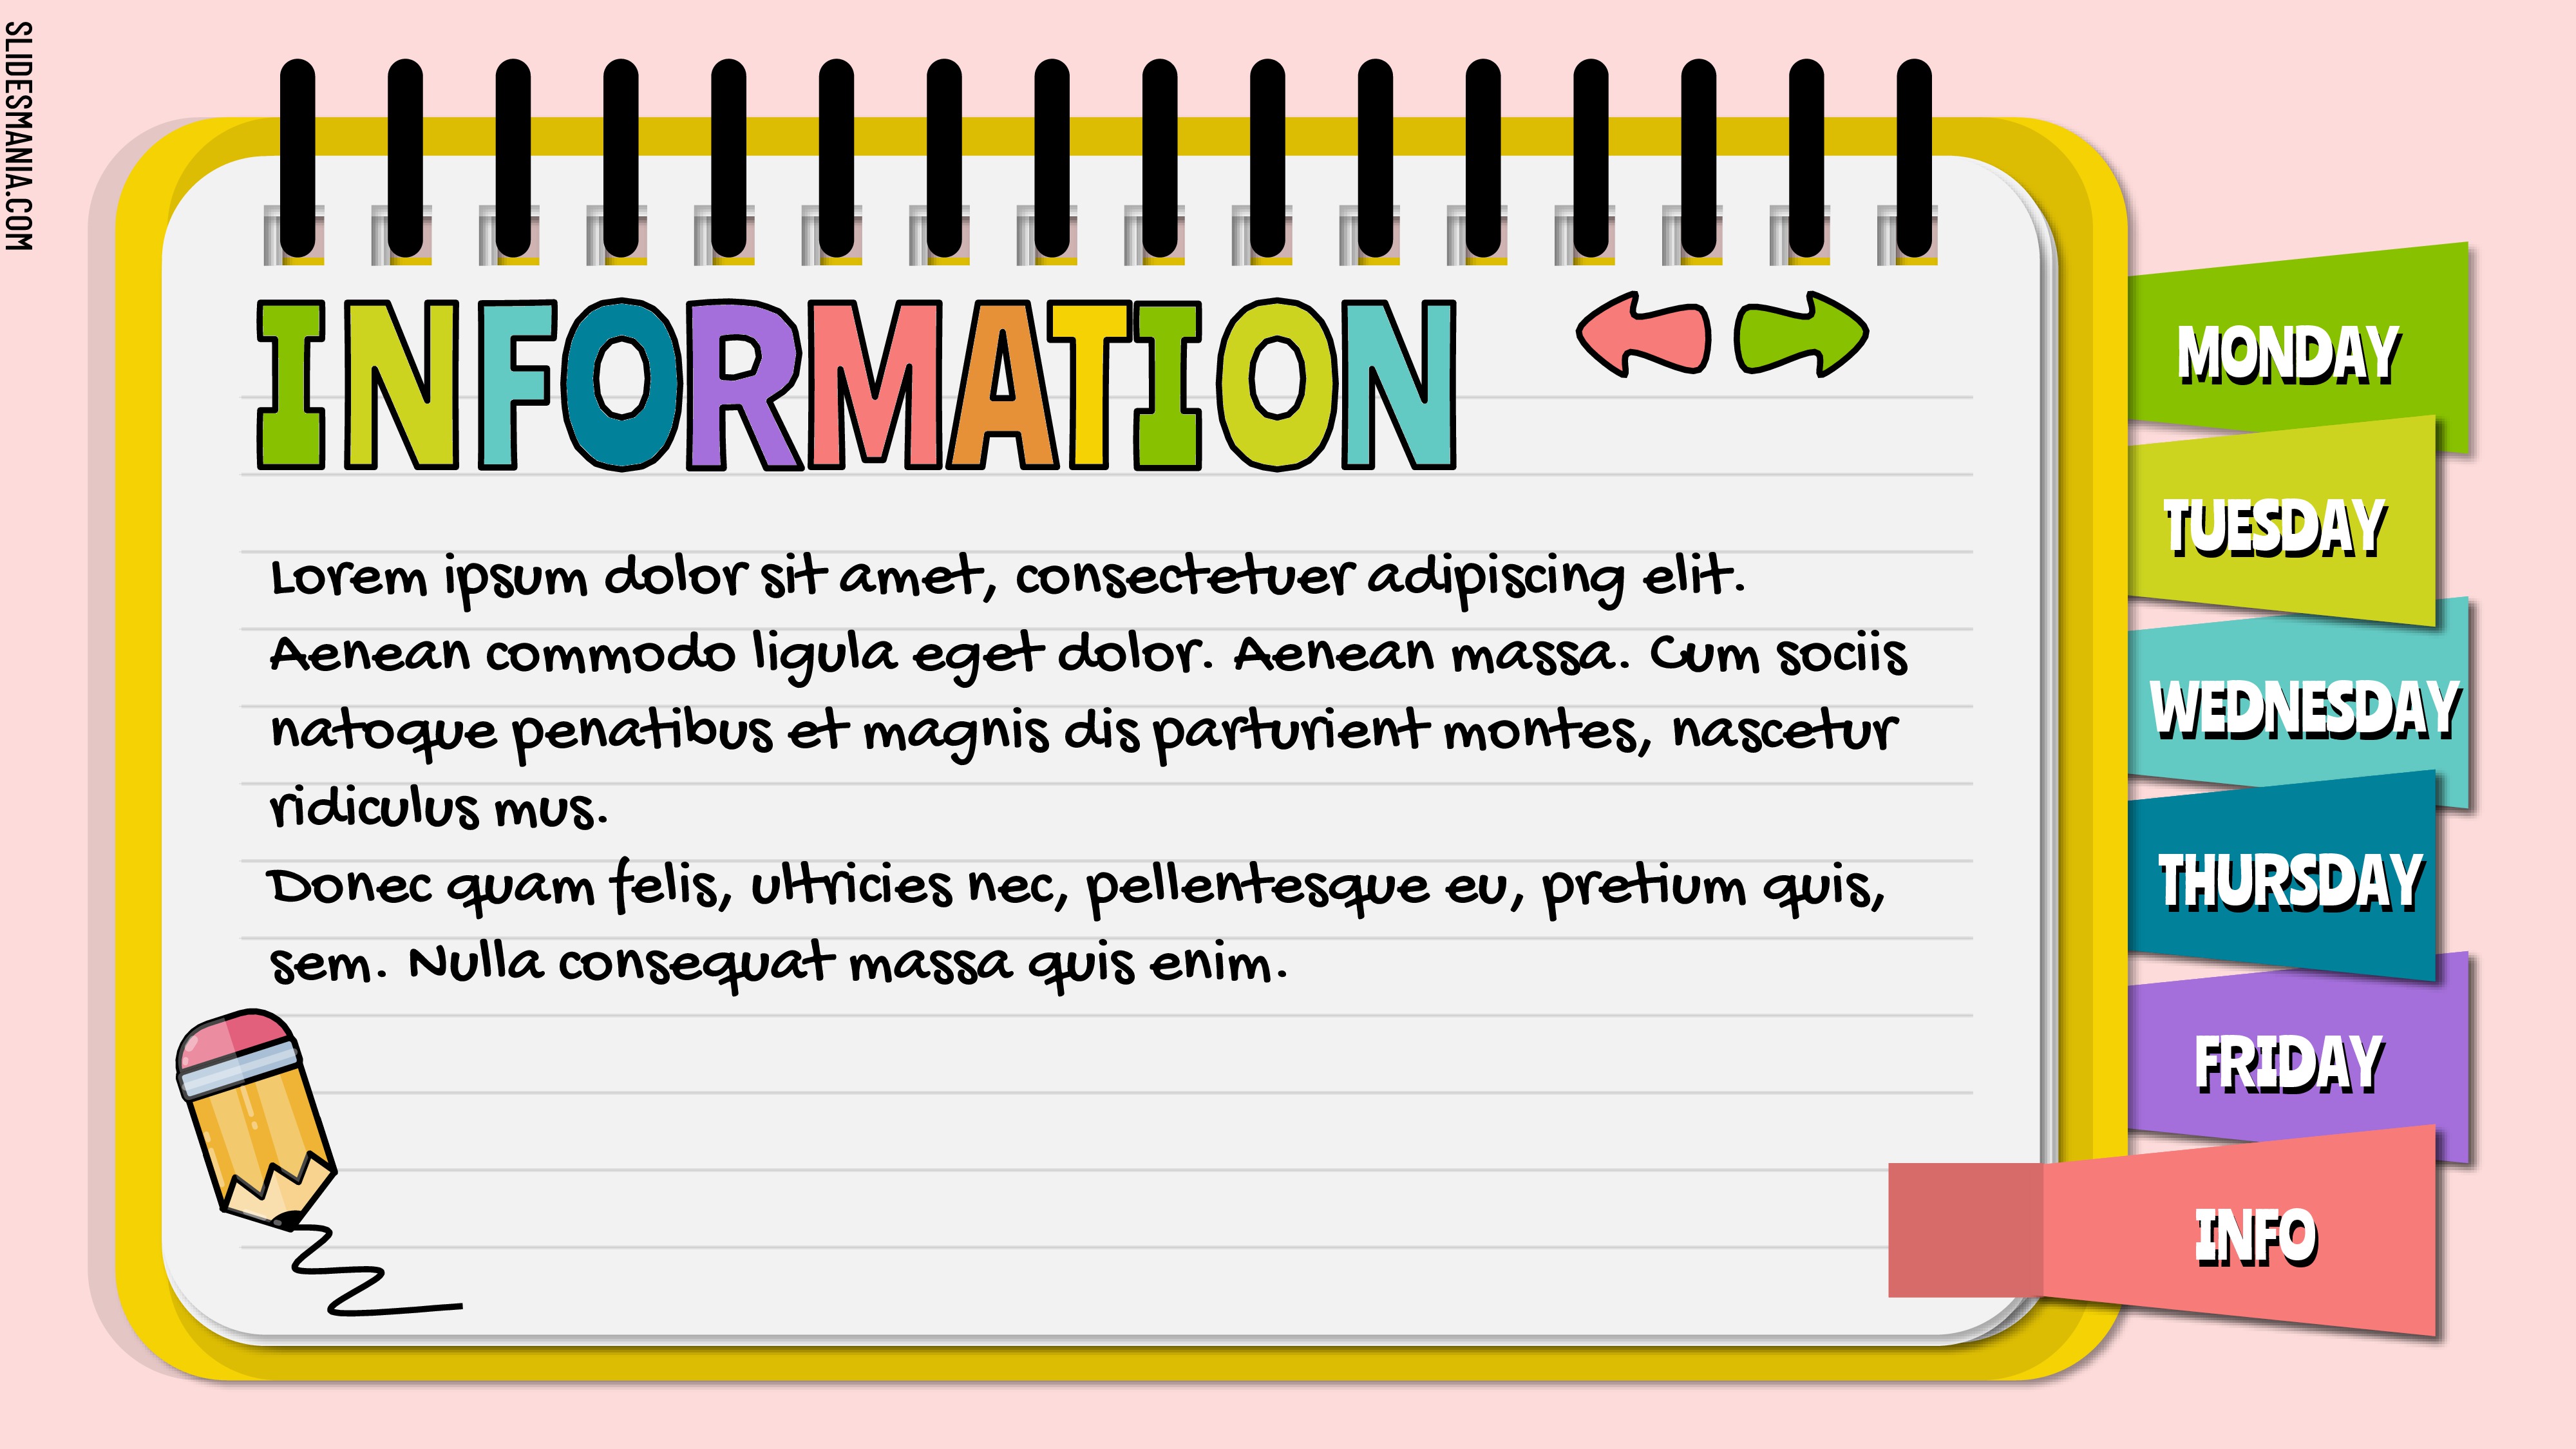 SLIDESMANIA.COM
INFORMATION
Lorem ipsum dolor sit amet, consectetuer adipiscing elit.
Aenean commodo ligula eget dolor. Aenean massa. Cum sociis
natoque penatibus et magnis dis parturient montes, nascetur
ridiculus mus.
Donec quam felis, ultricies nec, pellentesque eu, pretium quis,
sem. Nulla consequat massa quis enim.
MONDAY
TUESDAY
WEDNESDAY
THURSDAY
FRIDAY
INFO